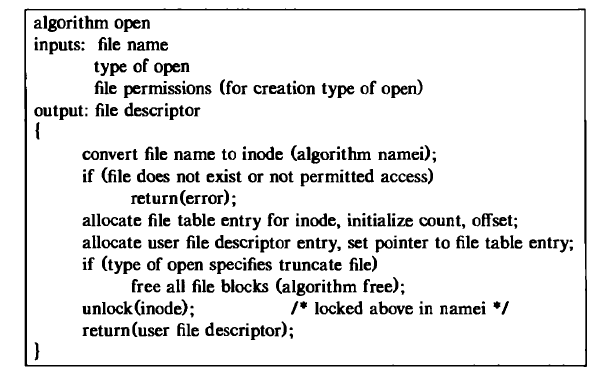 algorithm open
inputs: file name
type of open
file permissions (for creation type of open)
output: file descriptor
{
convert file name to inode (algorithm namei);
if (file does not exist or not permitted access)
return(error);
allocate file table entry for inode, initialize count, offset;
allocate user file descriptor entry, set pointer to file table entry;
if (type of open specifies truncate file)
free all file blocks (algorithm free);
unlock(inode); /* locked above in namei */
return(user file descriptor);
}